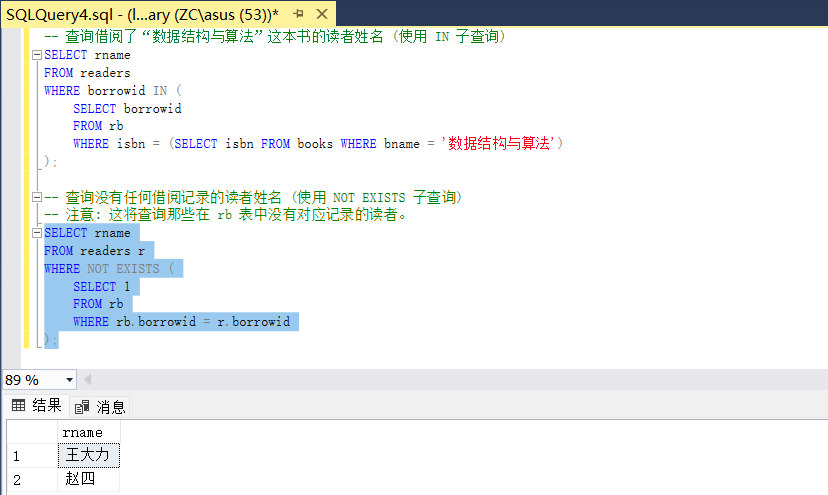 SQLQuery4.sql - (l...ary (ZC\asus (53))*
-- 查询借阅了“数据结构与算法”这本书的读者姓名 (使用 IN 子查询)
SELECT rname
FROM readers
WHERE borrowid IN (
    SELECT borrowid
    FROM rb
    WHERE isbn = (SELECT isbn FROM books WHERE bname = '数据结构与算法')
);
-- 查询没有任何借阅记录的读者姓名 (使用 NOT EXISTS 子查询)
-- 注意: 这将查询那些在 rb 表中没有对应记录的读者。
SELECT rname
FROM readers r
WHERE NOT EXISTS (
    SELECT 1
    FROM rb
    WHERE rb.borrowid = r.borrowid
);
89 %
结果 消息
rname
1 王大力
2 赵四